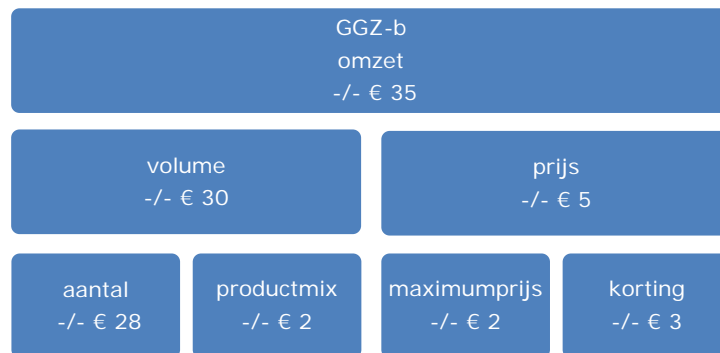 GGZ-b
omzet
-/- € 35
volume
-/- € 30
prijs
-/- € 5
aantal
-/- € 28
productmix
-/- € 2
maximumprijs
-/- € 2
korting
-/- € 3